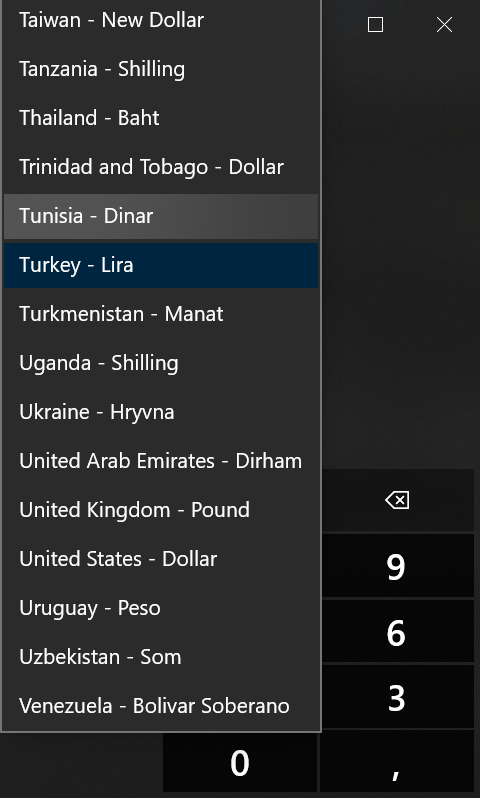 Taiwan - New Dollar
Tanzania - Shilling
Thailand - Baht
Trinidad and Tobago - Dollar
Tunisia - Dinar
Turkey - Lira
Turkmenistan - Manat
Uganda - Shilling
Ukraine - Hryvna
United Arab Emirates - Dirham
United Kingdom - Pound
United States - Dollar
Uruguay - Peso
Uzbekistan - Som
Venezuela - Bolivar Soberano
9
6
3
0 ,